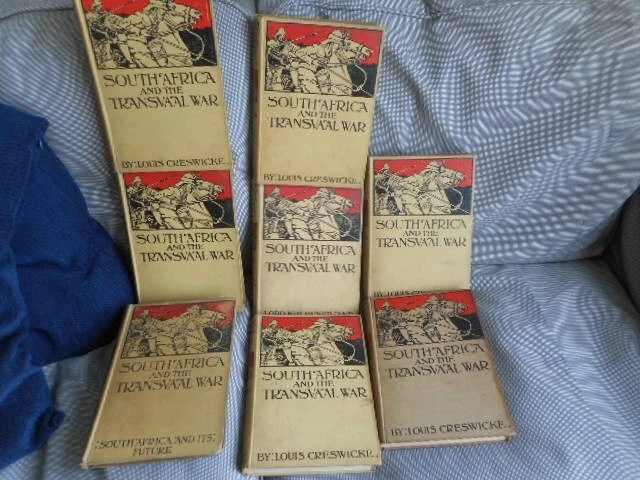 SOUTH AFRICA
AND THE
TRANSVAAL WAR
BY: LOUIS CRESWICKE
SOUTH AFRICA
AND THE
TRANSVAAL WAR
BY: LOUIS CRESWICKE
SOUTH AFRICA
AND THE
TRANSVAAL WAR
SOUTH AFRICA
AND THE
TRANSVAAL WAR
SOUTH AFRICA
AND THE
TRANSVAAL WAR
BY: LOUIS
SOUTH AFRICA
AND THE
TRANSVAAL WAR
:SOUTH AFRICA AND ITS:
FUTURE
SOUTH AFRICA
AND THE
TRANSVAAL WAR
BY: LOUIS CRESWICKE
SOUTH AFRICA
AND THE
TRANSVAAL WAR
BY: LOUIS CRESWICKE